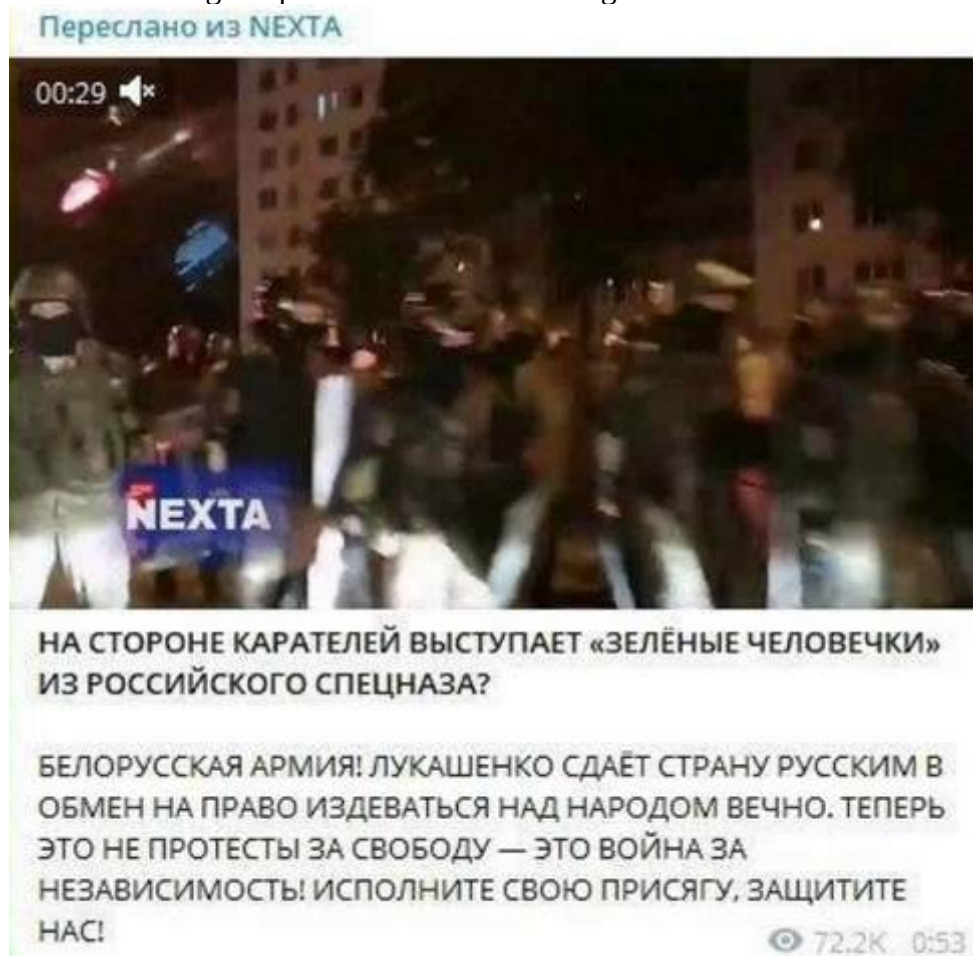 Переслано из NEXTA
00:29
NEXTA
НА СТОРОНЕ КАРАТЕЛЕЙ ВЫСТУПАЕТ «ЗЕЛЁНЫЕ ЧЕЛОВЕЧКИ»
ИЗ РОССИЙСКОГО СПЕЦНАЗА?
БЕЛОРУССКАЯ АРМИЯ! ЛУКАШЕНКО СДАЁТ СТРАНУ РУССКИМ В
ОБМЕН НА ПРАВО ИЗДЕВАТЬСЯ НАД НАРОДОМ ВЕЧНО. ТЕПЕРЬ
ЭТО НЕ ПРОТЕСТЫ ЗА СВОБОДУ — ЭТО ВОЙНА ЗА
НЕЗАВИСИМОСТЬ! ИСПОЛНИТЕ СВОЮ ПРИСЯГУ, ЗАЩИТИТЕ
НАС!
72.2K 0:53